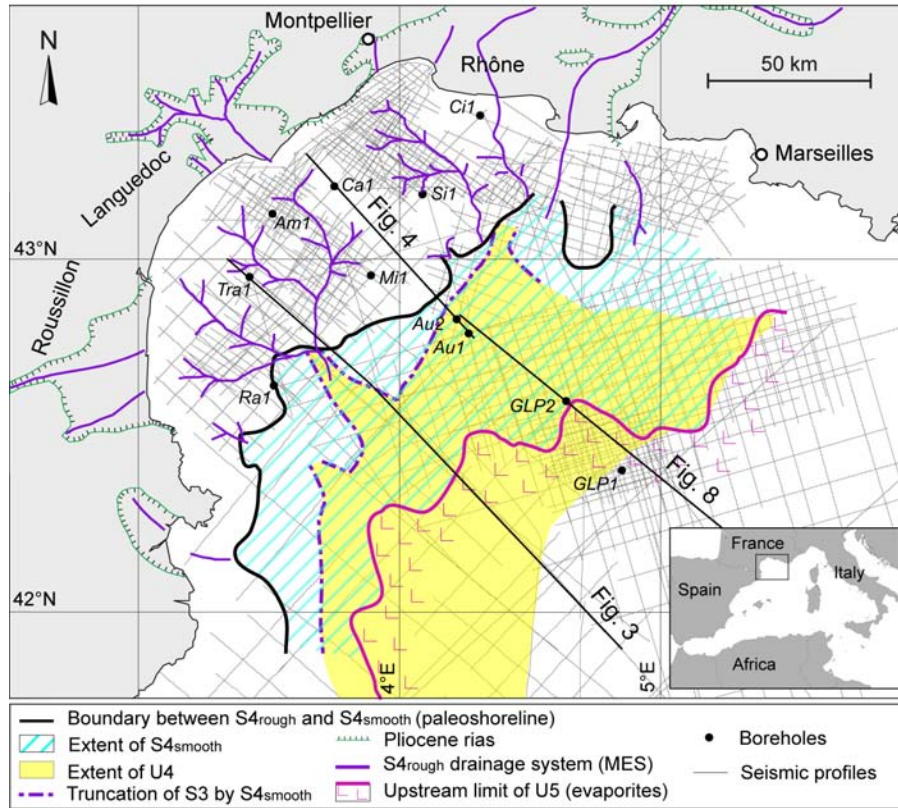 Montpellier
N
Rhône
50 km
Ci1
Marseilles
Languedoc
Ca1
Si1
Am1
Fig. 4
43°N
Tra1
Mi1
Roussillon
Au2
Au1
Ra1
GLP2
GLP1
Fig. 8
France
Italy
Spain
42°N
Fig. 3
4°E
5°E
Africa
Boundary between S4rough and S4smooth (paleoshoreline)
Extent of S4smooth
Pliocene rias
Boreholes
Extent of U4
S4rough drainage system (MES)
Seismic profiles
Truncation of S3 by S4smooth
Upstream limit of U5 (evaporites)